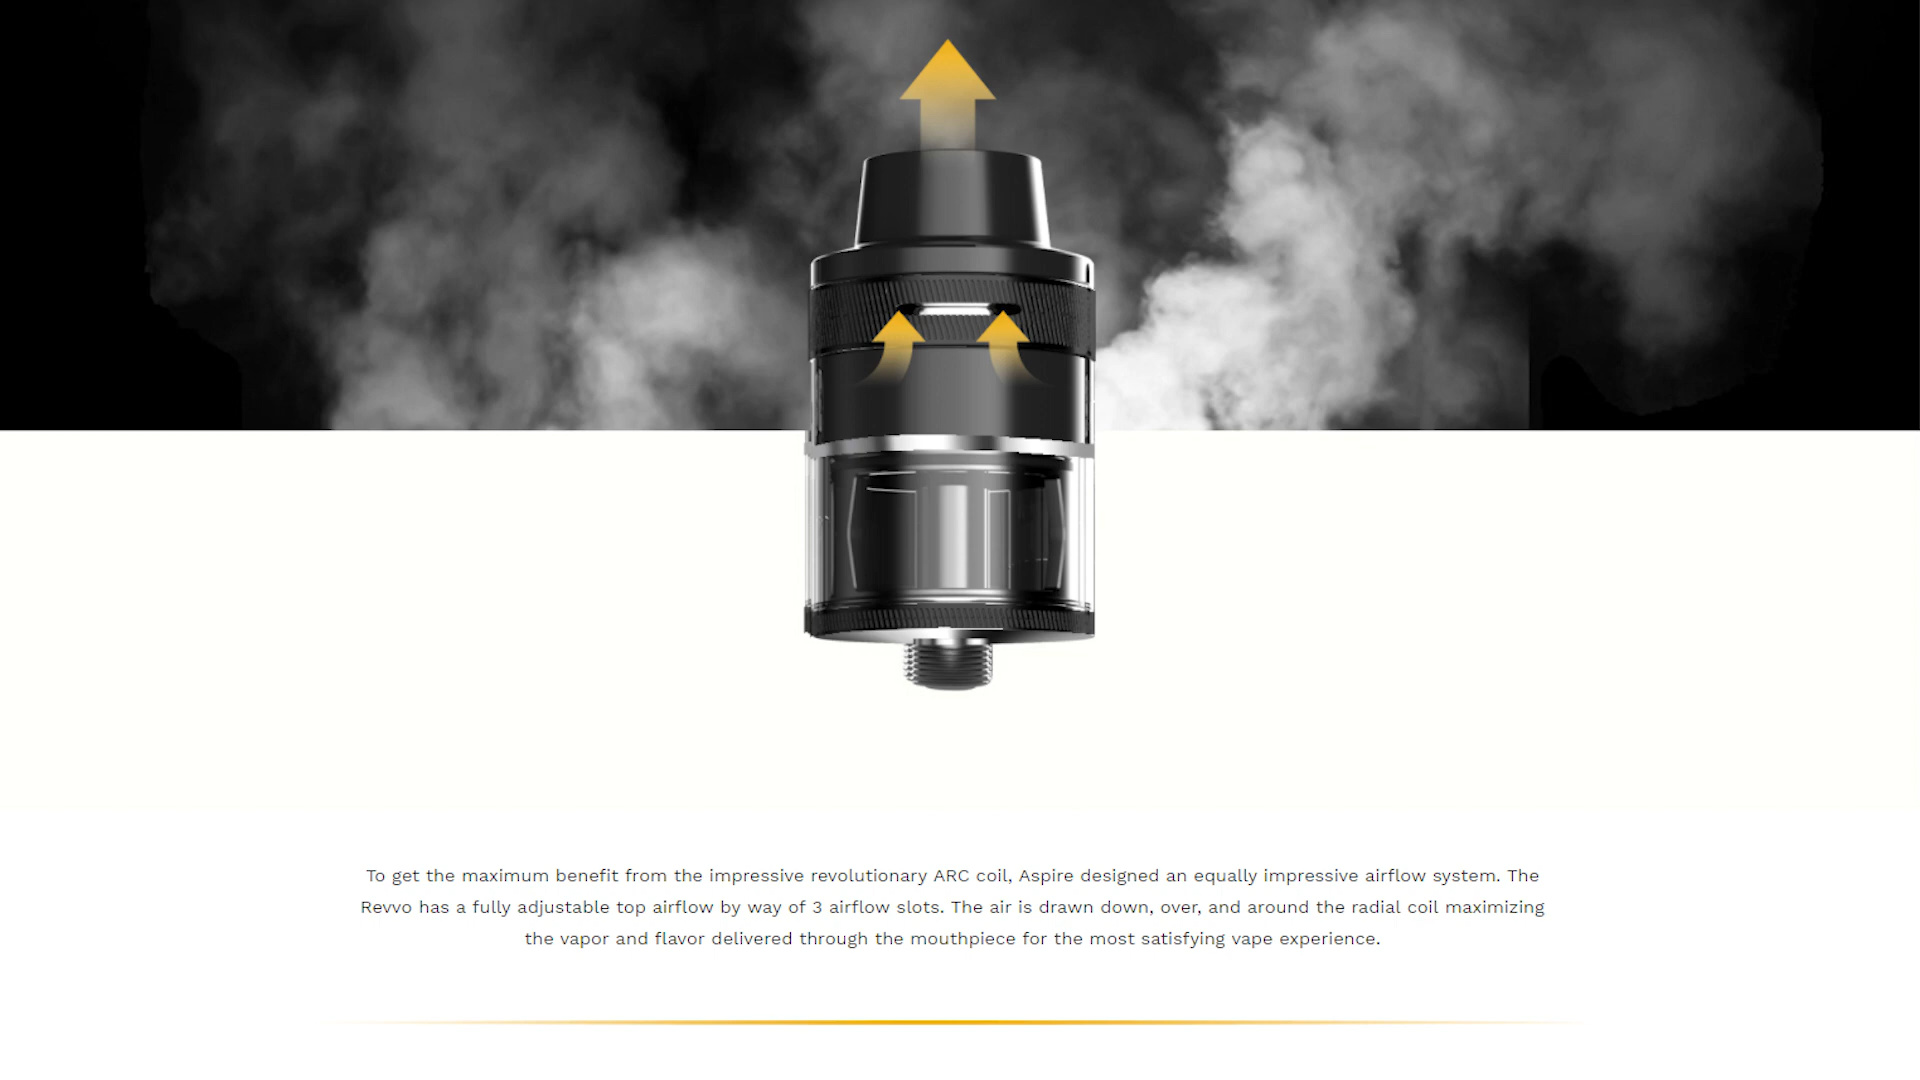 To get the maximum benefit from the impressive revolutionary ARC coil, Aspire designed an equally impressive airflow system. The
Revvo has a fully adjustable top airflow by way of 3 airflow slots. The air is drawn down, over, and around the radial coil maximizing
the vapor and flavor delivered through the mouthpiece for the most satisfying vape experience.